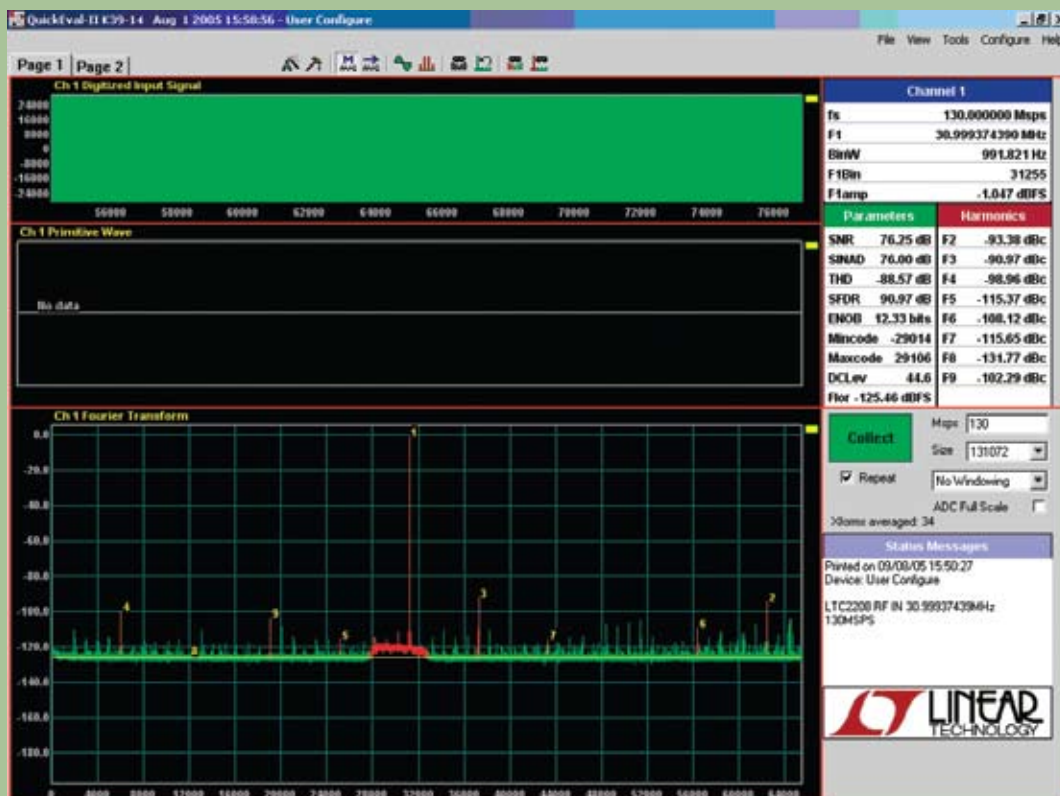 QuickEval-II K39-14 Aug 1 2005 15:58:56 - User Configure
File View Tools Configure Help
Page 1 Page 2
Ch 1 Digitized Input Signal
24000
16000
8000
0
-8000
-16000
-24000
56000 58000 60000 62000 64000 66000 68000 70000 72000 74000 76000
Ch 1 Primitive Wave
No data
Ch 1 Fourier Transform
0.0
-20.0
-40.0
-60.0
-80.0
-100.0
-120.0
-140.0
-160.0
-180.0
1
4 9 3 2
8 5 7 6
0 4000 8000 12000 16000 20000 24000 28000 32000 36000 40000 44000 48000 52000 56000 60000 64000
Channel 1
fs 130.000000 Msps
F1 30.999374390 MHz
BinW 991.821 Hz
F1Bin 31255
F1amp -1.047 dBFS
Parameters Harmonics
SNR 76.25 dB F2 -93.38 dBc
SINAD 76.00 dB F3 -90.97 dBc
THD -88.57 dB F4 -98.96 dBc
SFDR 90.97 dB F5 -115.37 dBc
ENOB 12.33 bits F6 -108.12 dBc
Mincode -29014 F7 -115.65 dBc
Maxcode 29106 F8 -131.77 dBc
DCLev 44.6 F9 -102.29 dBc
Flor -125.46 dBFS
Collect
Msps 130
Size 131072
Repeat
No Windowing
ADC Full Scale
Xforms averaged: 34
Status Messages
Printed on 09/08/05 15:50:27
Device: User Configure
LTC2208 RF IN 30.99937439MHz
130MSPS
LINEAR
TECHNOLOGY